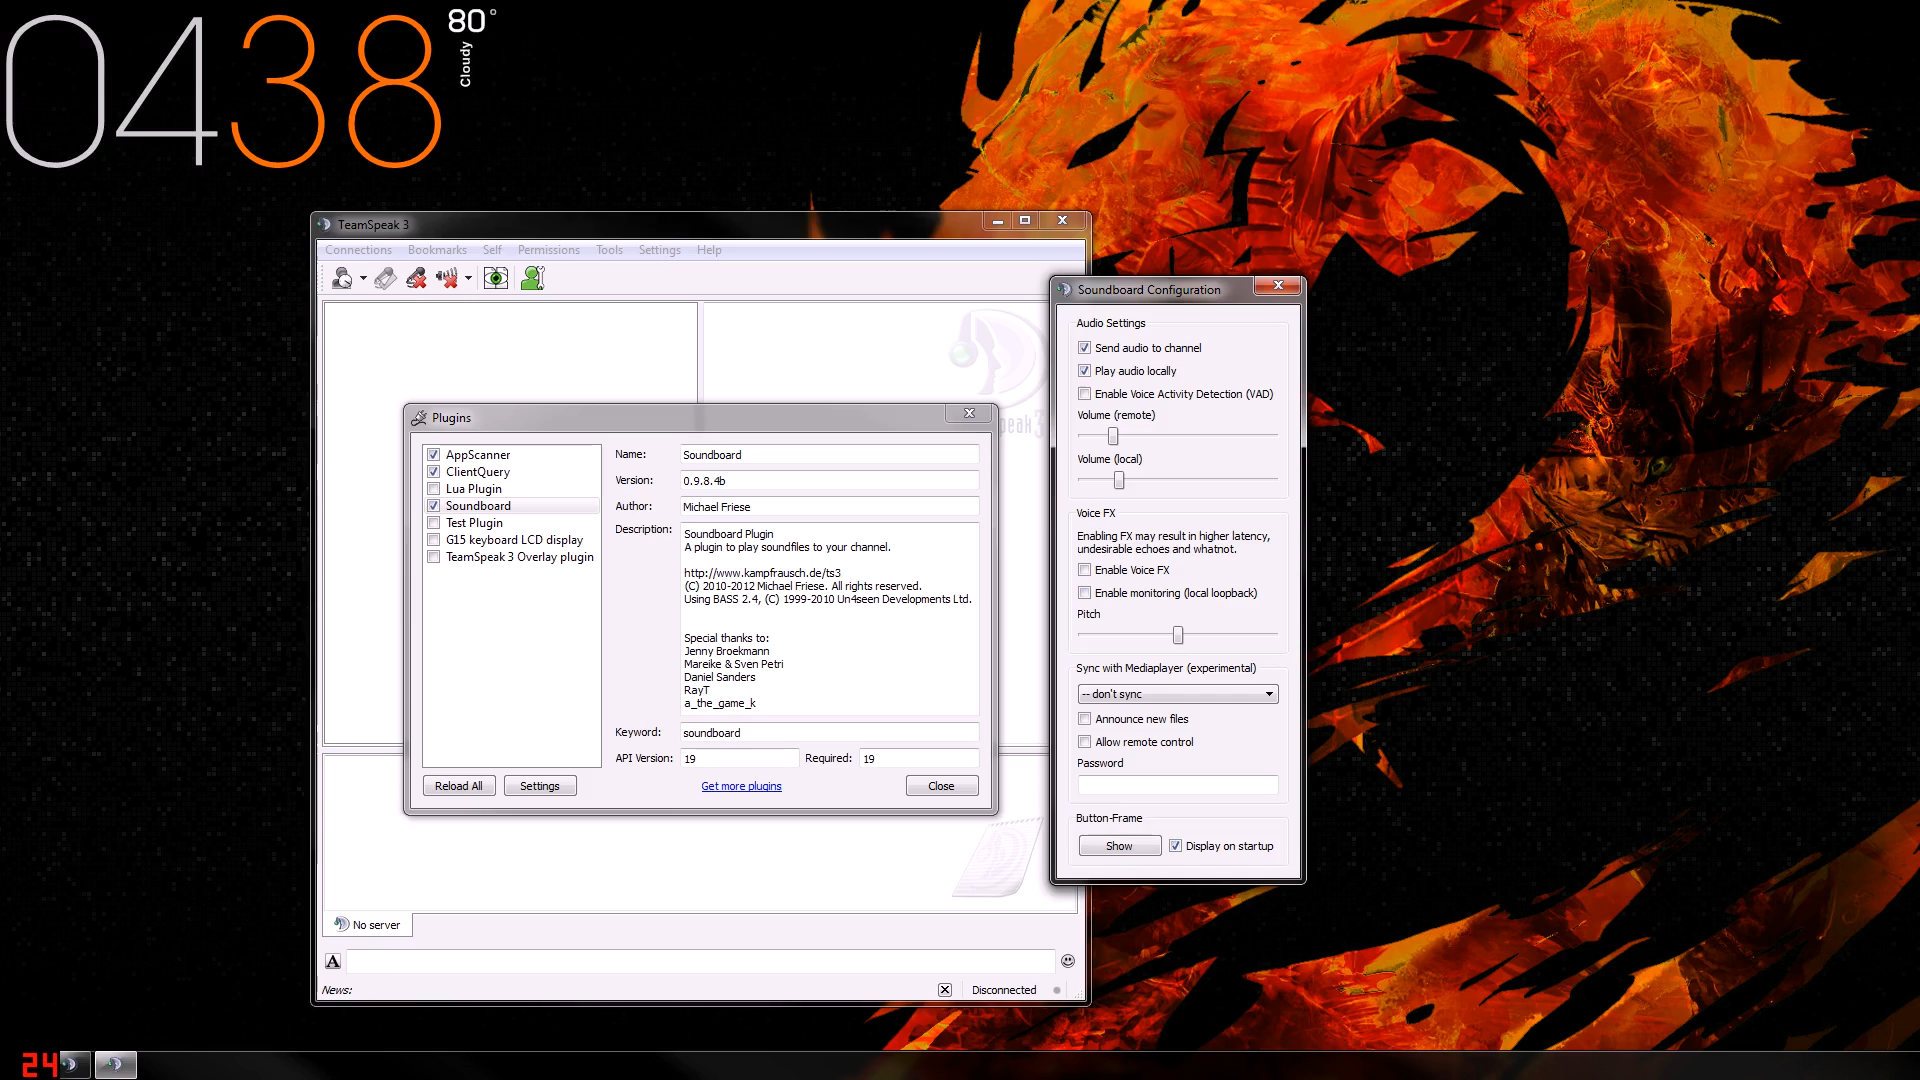 0438
80°
Cloudy
TeamSpeak 3
Connections Bookmarks Self Permissions Tools Settings Help
Plugins
AppScanner
ClientQuery
Lua Plugin
Soundboard
Test Plugin
G15 keyboard LCD display
TeamSpeak 3 Overlay plugin
Name: Soundboard
Version: 0.9.8.4b
Author: Michael Friese
Description: Soundboard Plugin
A plugin to play soundfiles to your channel.
http://www.kampfrausch.de/ts3
(C) 2010-2012 Michael Friese. All rights reserved.
Using BASS 2.4, (C) 1999-2010 Un4seen Developments Ltd.
Special thanks to:
Jenny Broekmann
Mareike & Sven Petri
Daniel Sanders
RayT
a_the_game_k
Keyword: soundboard
API Version: 19 Required: 19
Reload All Settings Get more plugins Close
No server
A
News:
Disconnected
Soundboard Configuration
Audio Settings
Send audio to channel
Play audio locally
Enable Voice Activity Detection (VAD)
Volume (remote)
Volume (local)
Voice FX
Enabling FX may result in higher latency,
undesirable echoes and whatnot.
Enable Voice FX
Enable monitoring (local loopback)
Pitch
Sync with Mediaplayer (experimental)
-- don't sync
Announce new files
Allow remote control
Password
Button-Frame
Show Display on startup
24